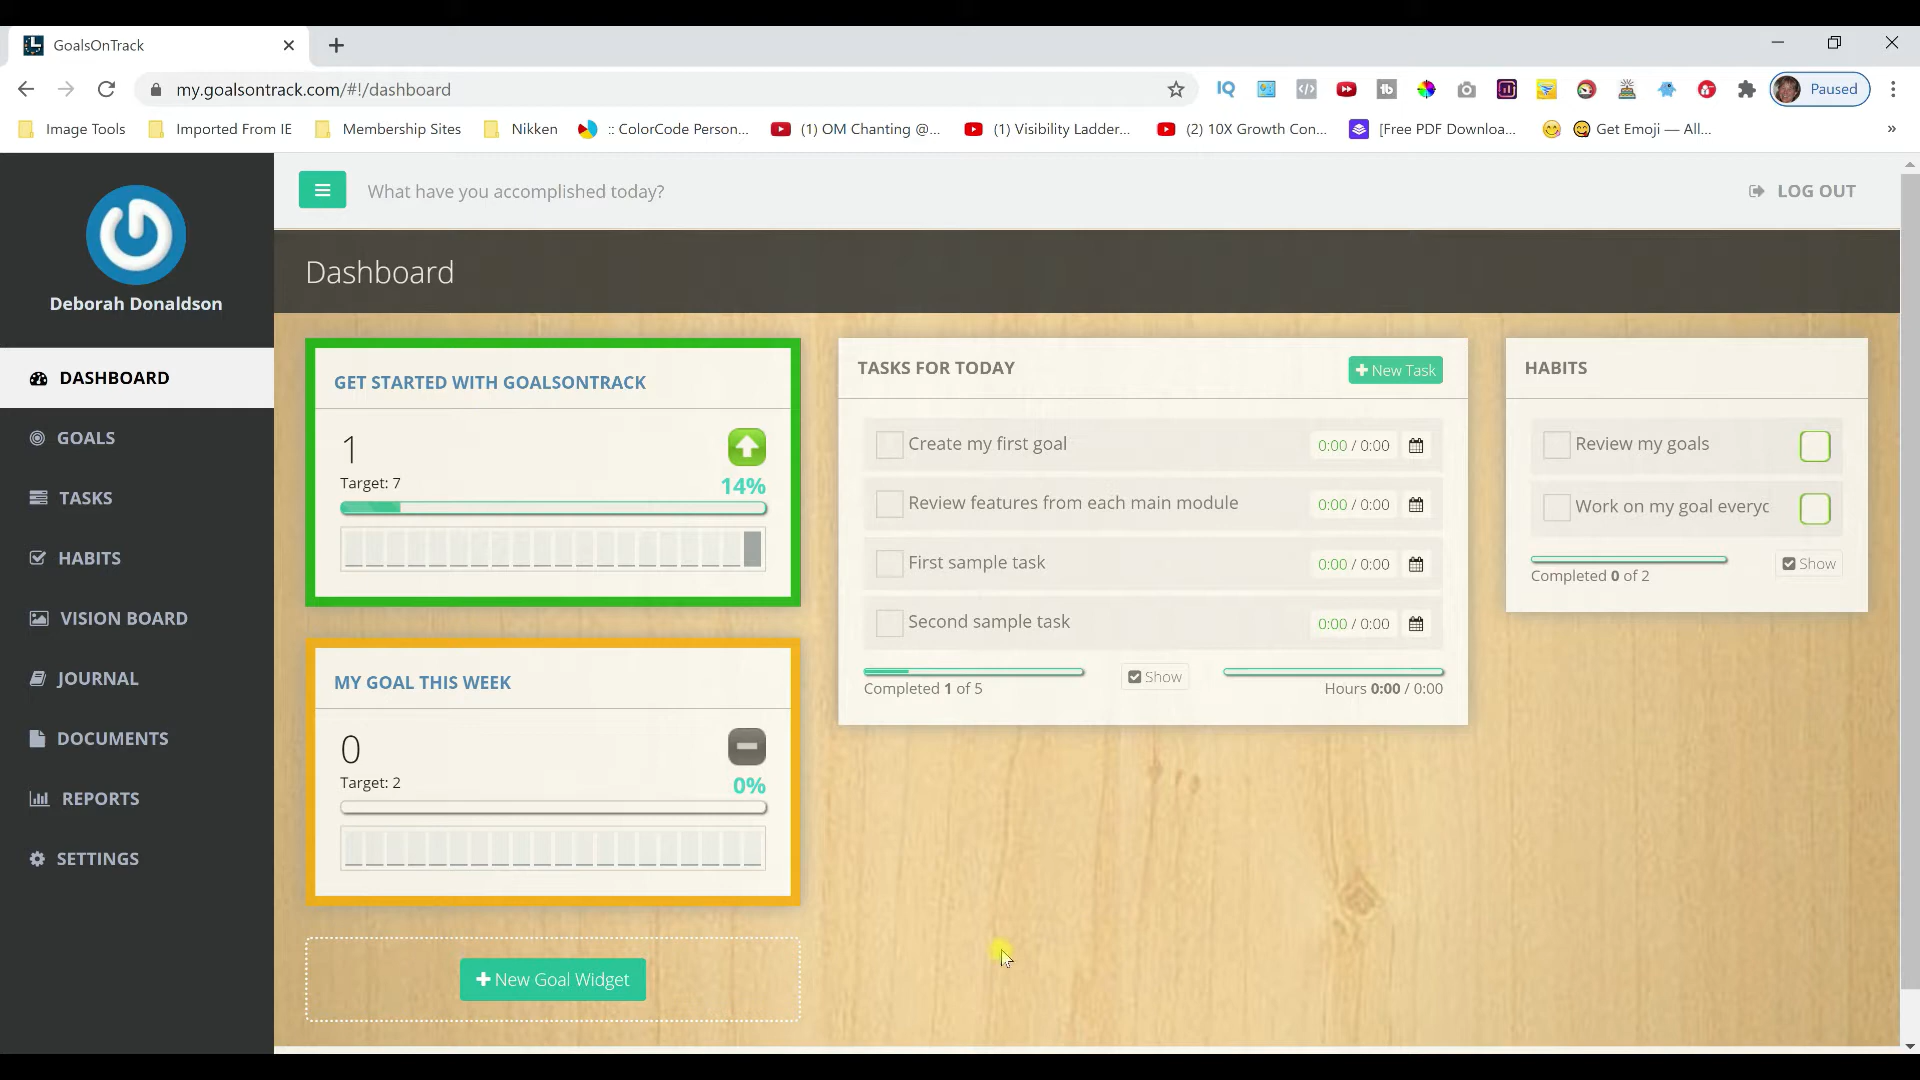 GoalsOnTrack
my.goalsontrack.com/#!/dashboard
IQ
tb
Paused
Image Tools
Imported From IE
Membership Sites
Nikken
:: ColorCode Person...
(1) OM Chanting @...
(1) Visibility Ladder...
(2) 10X Growth Con...
[Free PDF Downloa...
Get Emoji — All...
»
What have you accomplished today?
LOG OUT
Deborah Donaldson
DASHBOARD
GOALS
TASKS
HABITS
VISION BOARD
JOURNAL
DOCUMENTS
REPORTS
SETTINGS
Dashboard
GET STARTED WITH GOALSONTRACK
1
Target: 7
14%
MY GOAL THIS WEEK
0
Target: 2
0%
New Goal Widget
TASKS FOR TODAY
New Task
Create my first goal 0:00 / 0:00
Review features from each main module 0:00 / 0:00
First sample task 0:00 / 0:00
Second sample task 0:00 / 0:00
Completed 1 of 5
Show
Hours 0:00 / 0:00
HABITS
Review my goals
Work on my goal everyc
Completed 0 of 2
Show